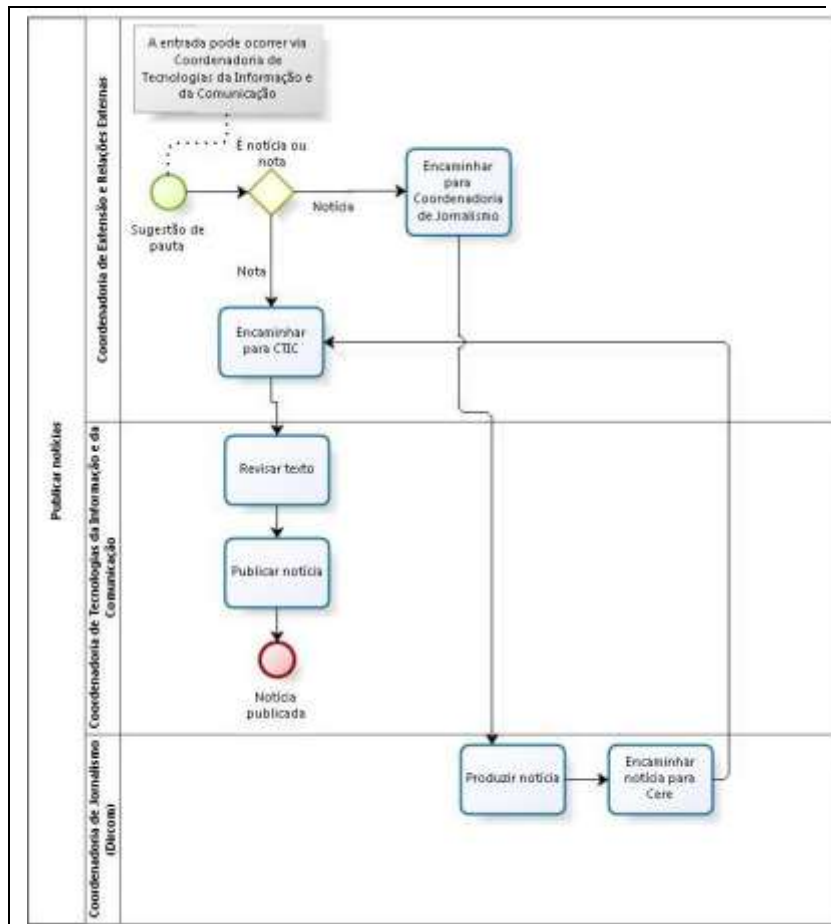 Publicar notícias
Coordenadoria de Extensão e Relações Externas
A entrada pode ocorrer via
Coordenadoria de
Tecnologias da Informação e
da Comunicação
É notícia ou
nota
Sugestão de
pauta
Notícia
Encaminhar
para
Coordenadoria
de Jornalismo
Nota
Encaminhar
para CTIC
Coordenadoria de Tecnologias da Informação e da
Comunicação
Revisar texto
Publicar notícia
Notícia
publicada
Coordenadoria de Jornalismo
(Dircom)
Produzir notícia
Encaminhar
notícia para
Cere